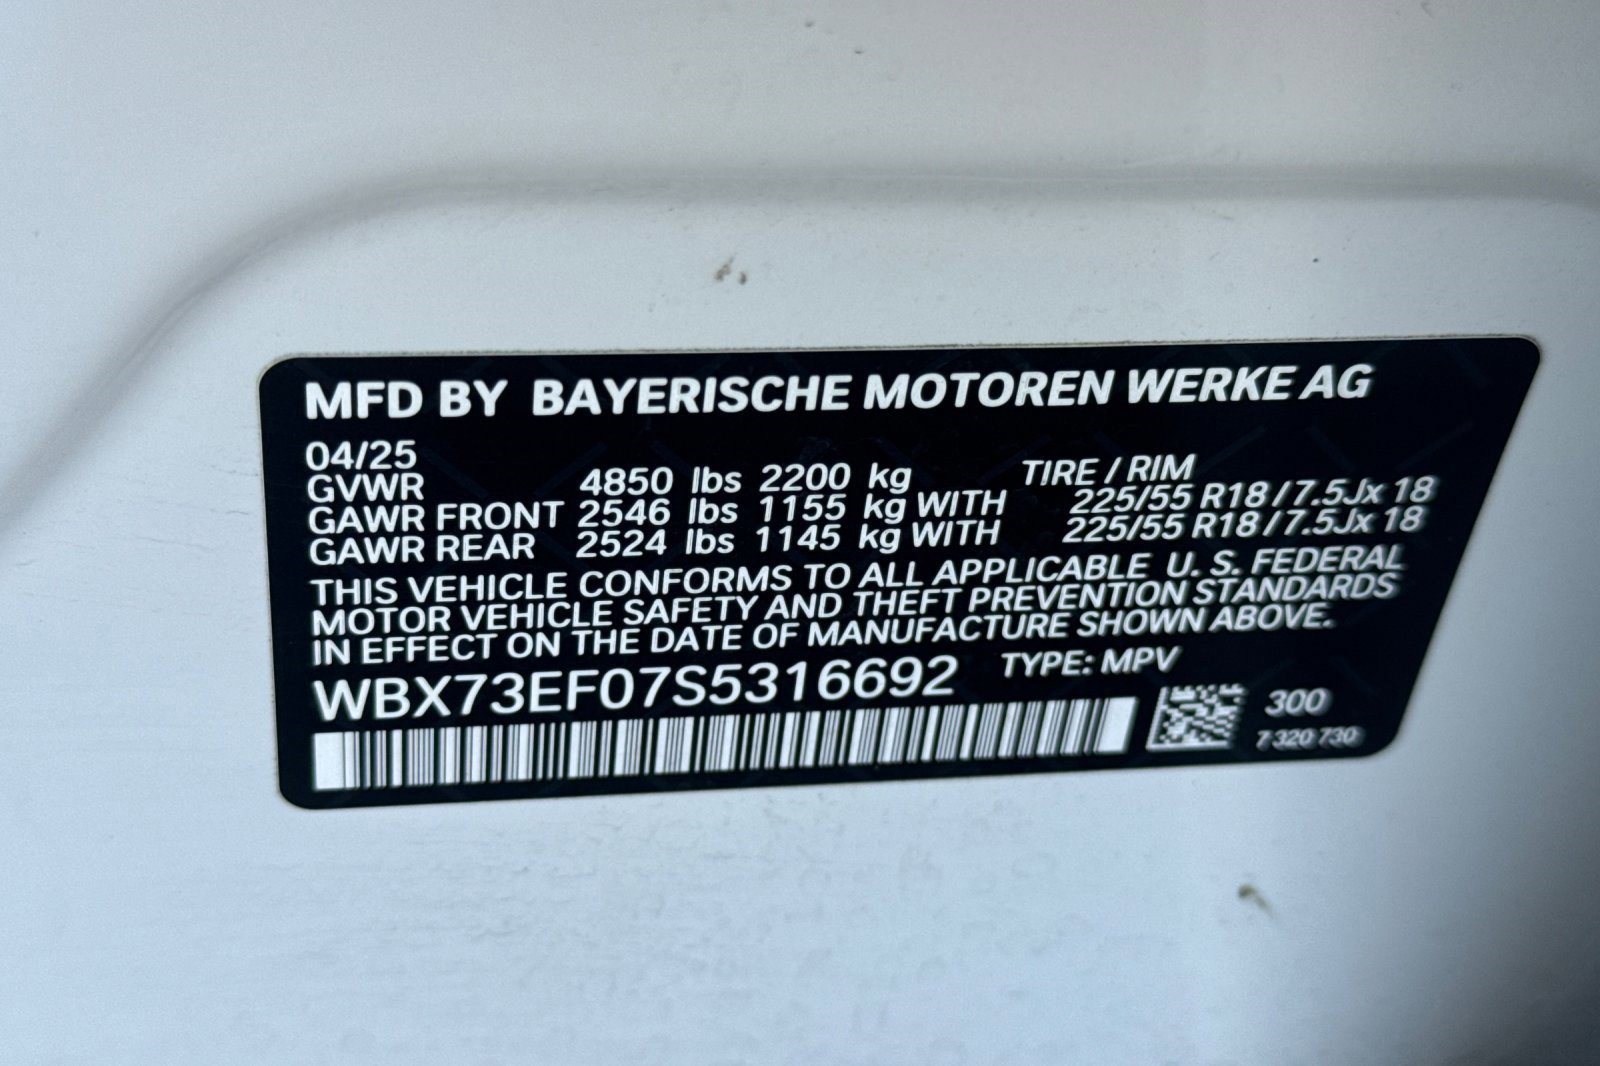 MFD BY BAYERISCHE MOTOREN WERKE AG
04/25
GVWR 4850 lbs 2200 kg TIRE / RIM
GAWR FRONT 2546 lbs 1155 kg WITH 225/55 R18 / 7.5Jx 18
GAWR REAR 2524 lbs 1145 kg WITH 225/55 R18 / 7.5Jx 18
THIS VEHICLE CONFORMS TO ALL APPLICABLE U. S. FEDERAL
MOTOR VEHICLE SAFETY AND THEFT PREVENTION STANDARDS
IN EFFECT ON THE DATE OF MANUFACTURE SHOWN ABOVE.
WBX73EF07S5316692 TYPE: MPV
300
7 320 730